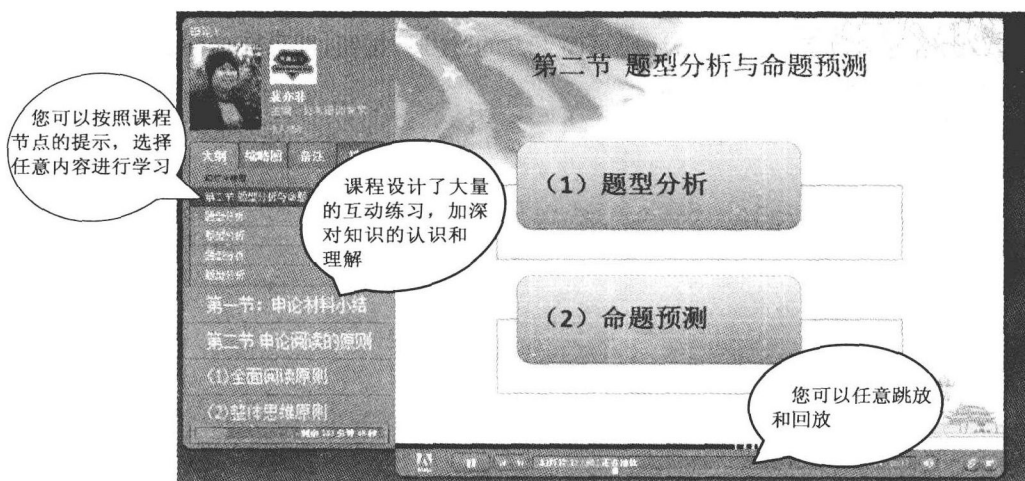 您可以按照课程
节点的提示，选择
任意内容进行学习
大纲 缩略图 备注
课程设计了大量
的互动练习，加深
对知识的认识和
理解
第一节：申论材料小结
第二节 申论阅读的原则
(1)全面阅读原则
(2)整体思维原则
第二节 题型分析与命题预测
（1）题型分析
（2）命题预测
您可以任意跳放
和回放